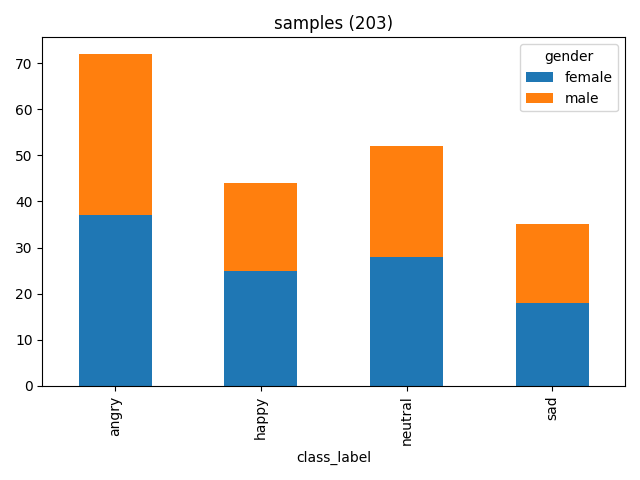 samples (203)
gender
female
male
70
60
50
40
30
20
10
0
angry
happy
neutral
sad
class_label